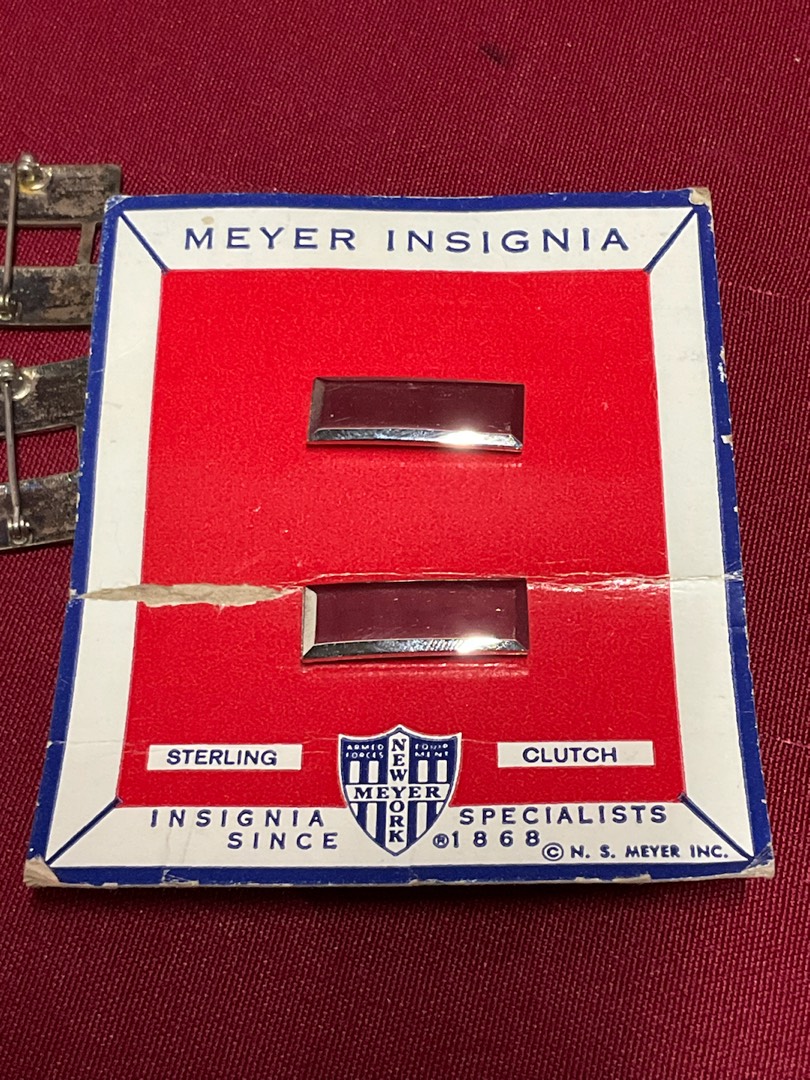 MEYER INSIGNIA
STERLING
CLUTCH
ARMED FORCES
EQUIPMENT
NEW YORK
MEYER
INSIGNIA SPECIALISTS
SINCE ®1868
© N. S. MEYER INC.